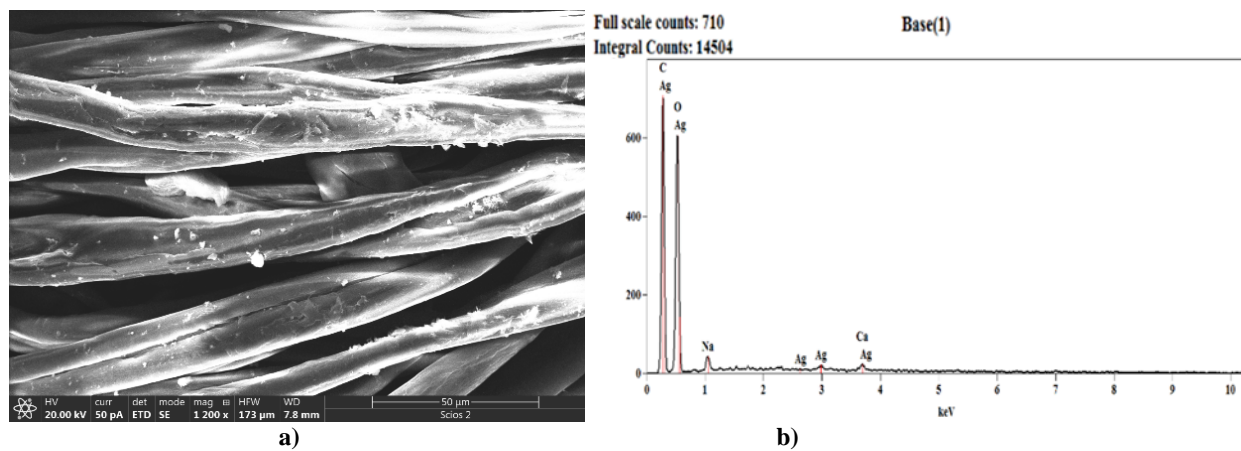 HV curr det mode mag ⊞ HFW WD 50 µm
20.00 kV 50 pA ETD SE 1 200 x 173 µm 7.8 mm Scios 2
a)
Full scale counts: 710 Base(1)
Integral Counts: 14504
C
Ag
O
Ag
600
400
200
0
Na
Ag
Ag
Ca
Ag
0 1 2 3 4 5 6 7 8 9 10
keV
b)